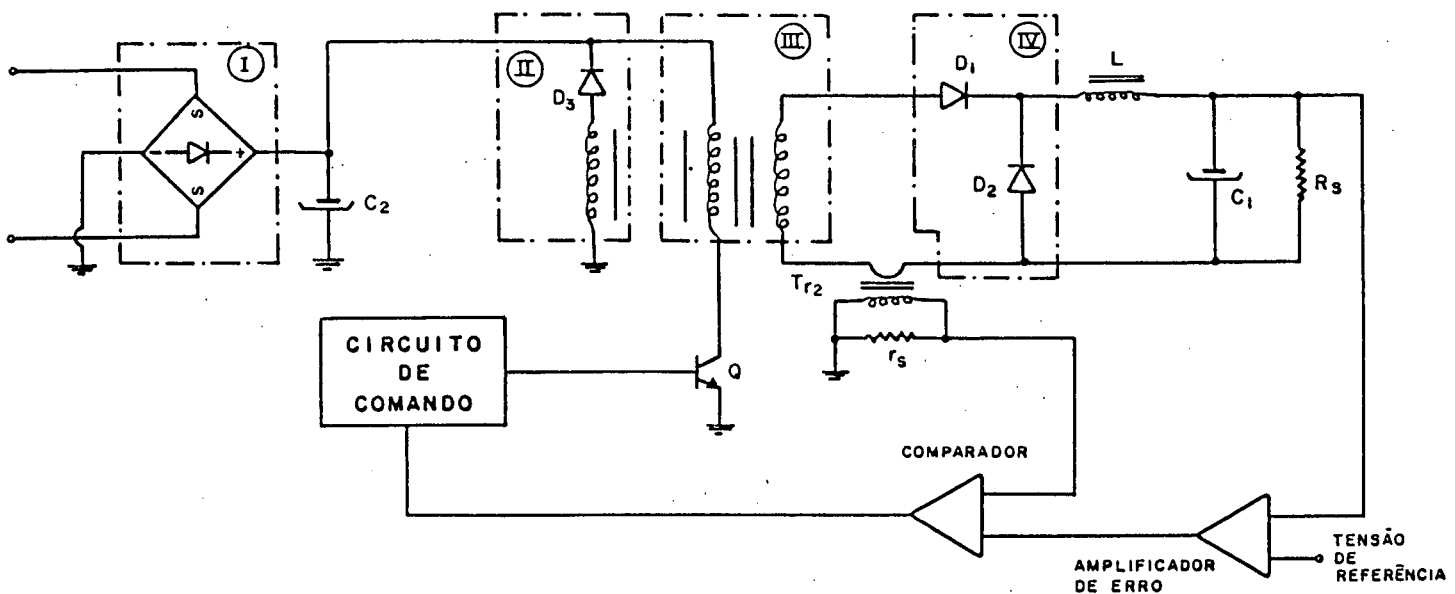 I
II
III
IV
S
- +
S
C2
D3
D1
L
D2
C1
Rs
Tr2
rs
CIRCUITO
DE
COMANDO
Q
COMPARADOR
AMPLIFICADOR
DE ERRO
TENSÃO
DE
REFERÊNCIA